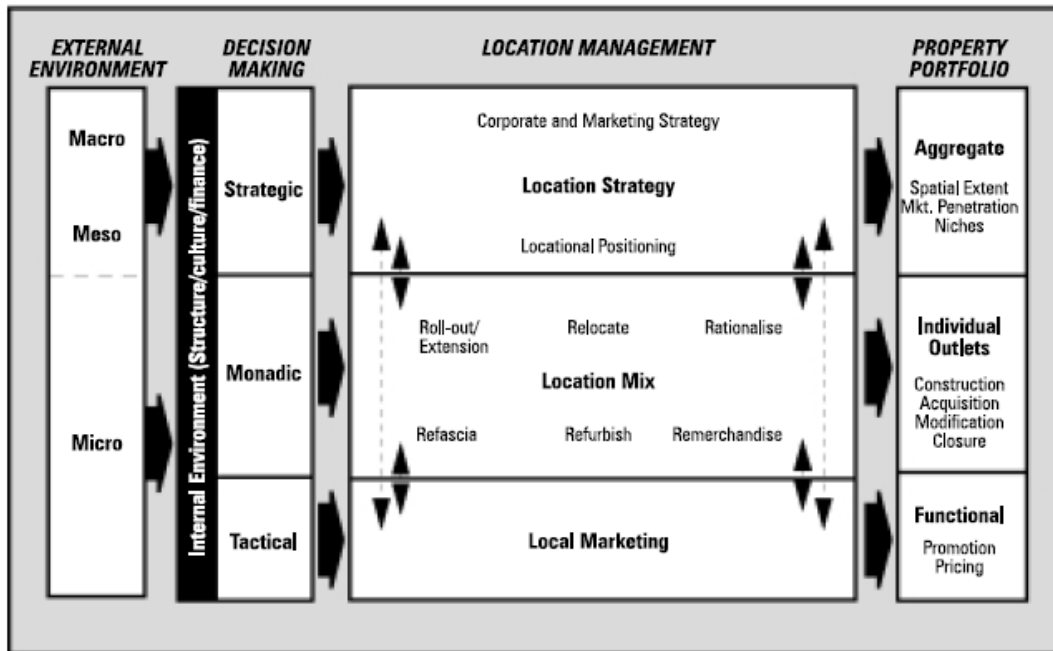 EXTERNAL
ENVIRONMENT
DECISION
MAKING
LOCATION MANAGEMENT
PROPERTY
PORTFOLIO
Macro
Meso
Micro
Internal Environment (Structure/culture/finance)
Strategic
Monadic
Tactical
Corporate and Marketing Strategy
Location Strategy
Locational Positioning
Roll-out/
Extension
Relocate
Rationalise
Location Mix
Refascia
Refurbish
Remerchandise
Local Marketing
Aggregate
Spatial Extent
Mkt. Penetration
Niches
Individual
Outlets
Construction
Acquisition
Modification
Closure
Functional
Promotion
Pricing